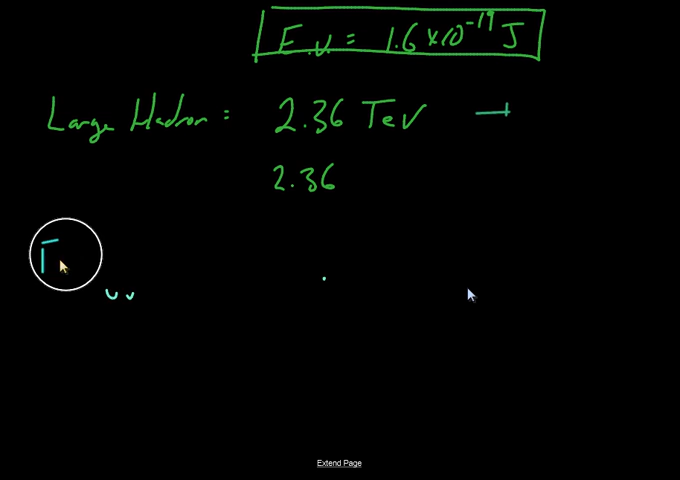 E.V. = 1.6 x 10^-19 J
Large Hadron = 2.36 TeV
2.36
Extend Page